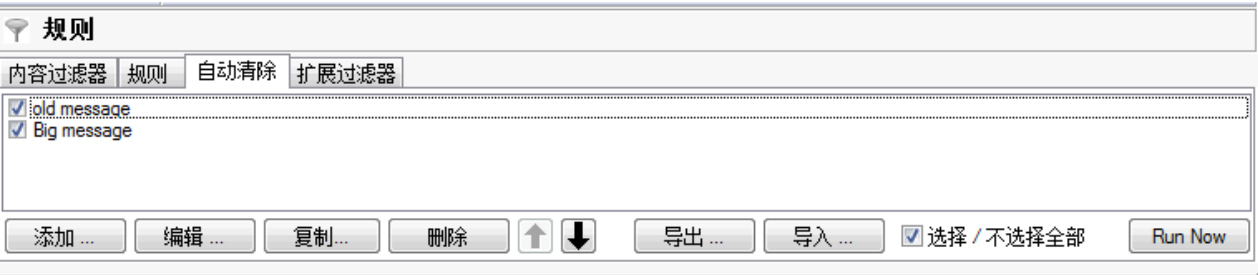 规则
内容过滤器 规则 自动清除 扩展过滤器
old message
Big message
添加 ... 编辑 ... 复制... 删除 导出 ... 导入 ... 选择 / 不选择全部 Run Now